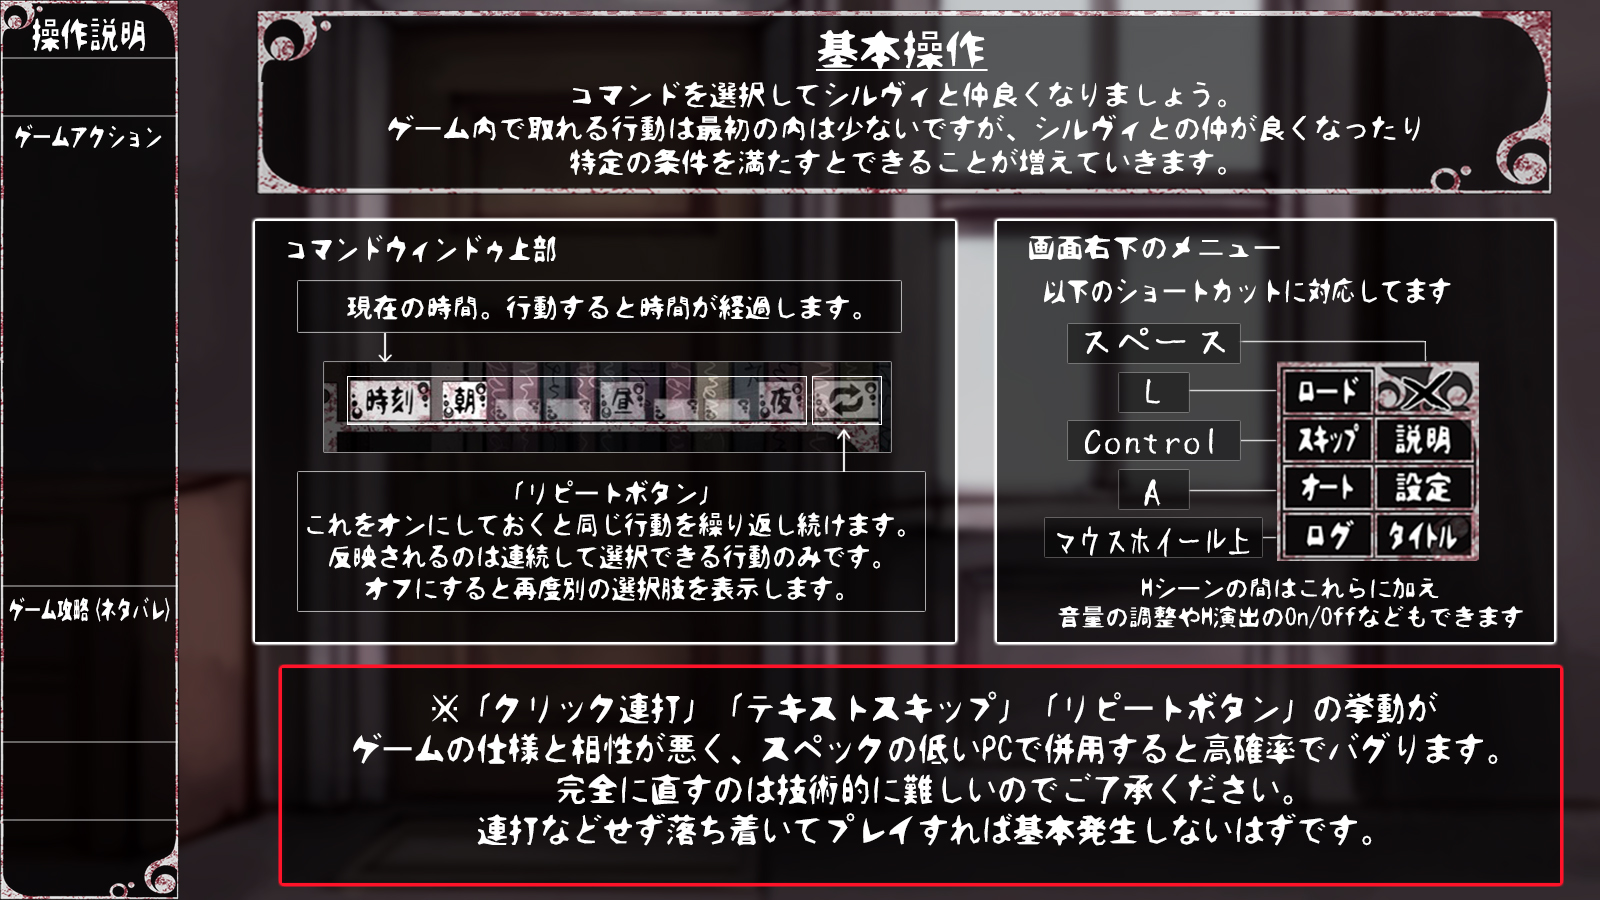 操作説明
ゲームアクション
ゲーム攻略(ネタバレ)
基本操作
コマンドを選択してシルヴィと仲良くなりましょう。
ゲーム内で取れる行動は最初の内は少ないですが、シルヴィとの仲が良くなったり
特定の条件を満たすとできることが増えていきます。
コマンドウィンドゥ上部
現在の時間。行動すると時間が経過します。
時刻 朝 昼 夜
「リピートボタン」
これをオンにしておくと同じ行動を繰り返し続けます。
反映されるのは連続して選択できる行動のみです。
オフにすると再度別の選択肢を表示します。
画面右下のメニュー
以下のショートカットに対応してます
スペース
L
Control
A
マウスホイール上
ロード
スキップ 説明
オート 設定
ログ タイトル
Hシーンの間はこれらに加え
音量の調整やH演出のOn/Offなどもできます
※「クリック連打」「テキストスキップ」「リピートボタン」の挙動が
ゲームの仕様と相性が悪く、スペックの低いPCで併用すると高確率でバグります。
完全に直すのは技術的に難しいのでご了承ください。
連打などせず落ち着いてプレイすれば基本発生しないはずです。